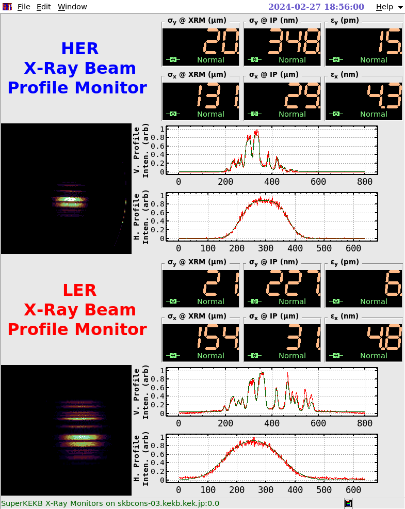 File Edit Window 2024-02-27 18:56:00 Help
HER
X-Ray Beam
Profile Monitor
σy @ XRM (μm) σy @ IP (nm) εy (pm)
20 348 15
Normal Normal Normal
σx @ XRM (μm) σx @ IP (μm) εx (nm)
131 29 4.3
Normal Normal Normal
V. Profile
Inten. (arb)
1
0.8
0.6
0.4
0.2
0
0 200 400 600 800
H. Profile
Inten. (arb)
1
0.8
0.6
0.4
0.2
0
0 100 200 300 400 500 600
LER
X-Ray Beam
Profile Monitor
σy @ XRM (μm) σy @ IP (nm) εy (pm)
21 227 6
Normal Normal Normal
σx @ XRM (μm) σx @ IP (μm) εx (nm)
154 31 4.8
Normal Normal Normal
V. Profile
Inten. (arb)
1
0.8
0.6
0.4
0.2
0
0 200 400 600 800
H. Profile
Inten. (arb)
1
0.8
0.6
0.4
0.2
0
0 100 200 300 400 500 600
SuperKEKB X-Ray Monitors on skbcons-03.kekb.kek.jp:0.0